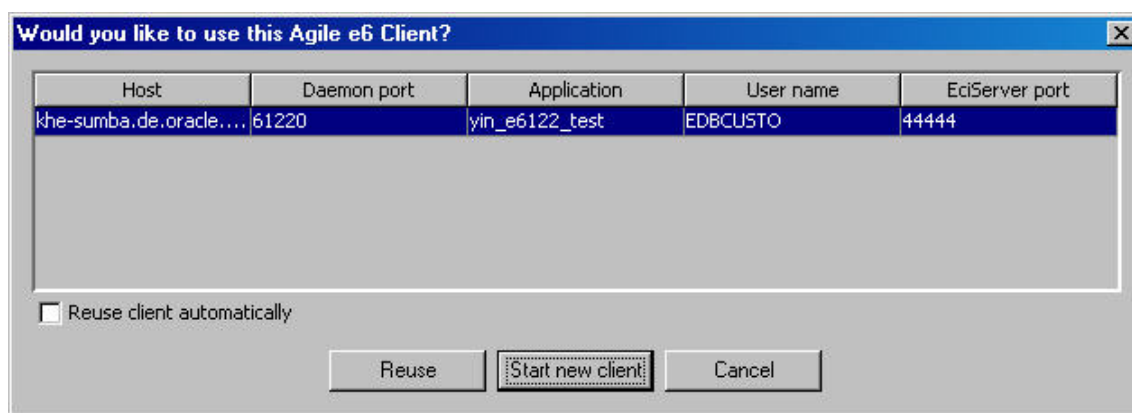 Would you like to use this Agile e6 Client?
Host Daemon port Application User name EciServer port
khe-sumba.de.oracle.... 61220 yin_e6122_test EDBCUSTO 44444
Reuse client automatically
Reuse Start new client Cancel